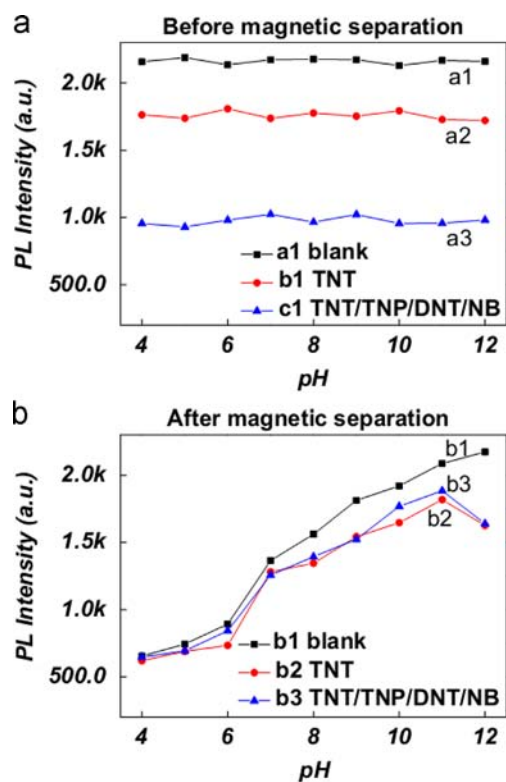 a
Before magnetic separation
PL Intensity (a.u.)
2.0k
1.5k
1.0k
500.0
a1
a2
a3
a1 blank
b1 TNT
c1 TNT/TNP/DNT/NB
4 6 8 10 12
pH
b
After magnetic separation
PL Intensity (a.u.)
2.0k
1.5k
1.0k
500.0
b1
b3
b2
b1 blank
b2 TNT
b3 TNT/TNP/DNT/NB
4 6 8 10 12
pH